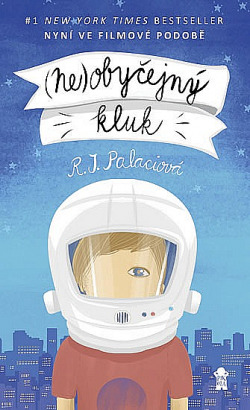 #1 NEW YORK TIMES BESTSELLER
NYNÍ VE FILMOVÉ PODOBĚ
(ne)obyčejný
kluk
R. J. Palaciová